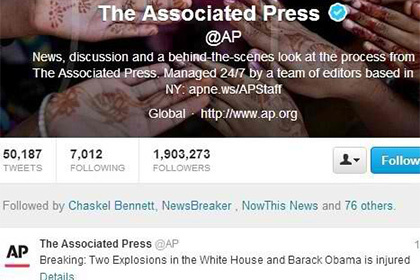 The Associated Press
@AP
News, discussion and a behind-the-scenes look at the process from
The Associated Press. Managed 24/7 by a team of editors based in
NY: apne.ws/APStaff
Global · http://www.ap.org
50,187 7,012 1,903,273
TWEETS FOLLOWING FOLLOWERS
Follow
Followed by Chaskel Bennett, NewsBreaker , NowThis News and 76 others.
AP The Associated Press @AP 1
Breaking: Two Explosions in the White House and Barack Obama is injured
Details